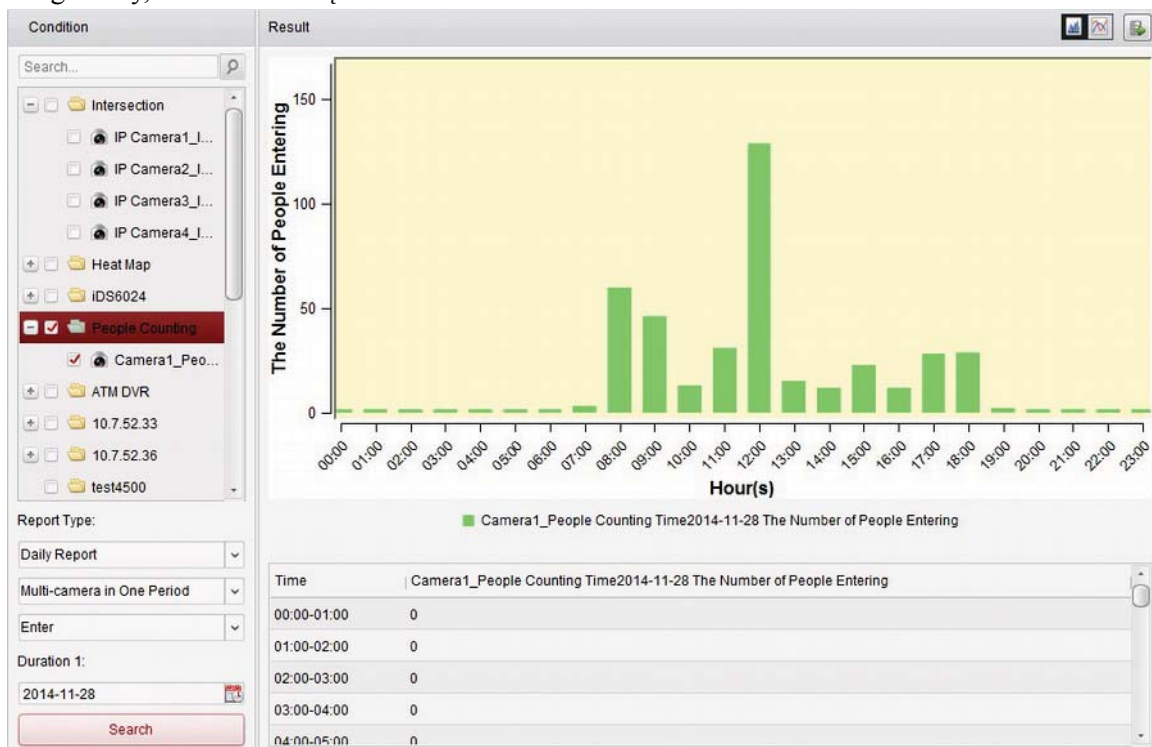 Condition
Search...
Intersection
IP Camera1_I...
IP Camera2_I...
IP Camera3_I...
IP Camera4_I...
Heat Map
iDS6024
People Counting
Camera1_Peo...
ATM DVR
10.7.52.33
10.7.52.36
test4500
Report Type:
Daily Report
Multi-camera in One Period
Enter
Duration 1:
2014-11-28
Search
Result
The Number of People Entering
150
100
50
0
00:00 01:00 02:00 03:00 04:00 05:00 06:00 07:00 08:00 09:00 10:00 11:00 12:00 13:00 14:00 15:00 16:00 17:00 18:00 19:00 20:00 21:00 22:00 23:00
Hour(s)
Camera1_People Counting Time2014-11-28 The Number of People Entering
Time Camera1_People Counting Time2014-11-28 The Number of People Entering
00:00-01:00 0
01:00-02:00 0
02:00-03:00 0
03:00-04:00 0
04:00-05:00 0